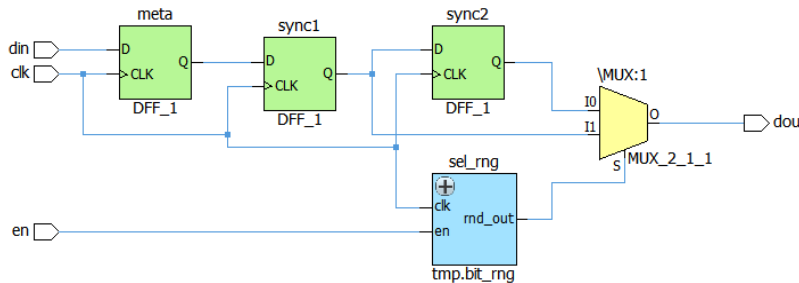 meta
sync1
sync2
din
clk
D
Q
CLK
DFF_1
D
Q
CLK
DFF_1
D
Q
CLK
DFF_1
\MUX:1
I0
I1
O
S
MUX_2_1_1
dou
sel_rng
clk
rnd_out
en
en
tmp.bit_rng